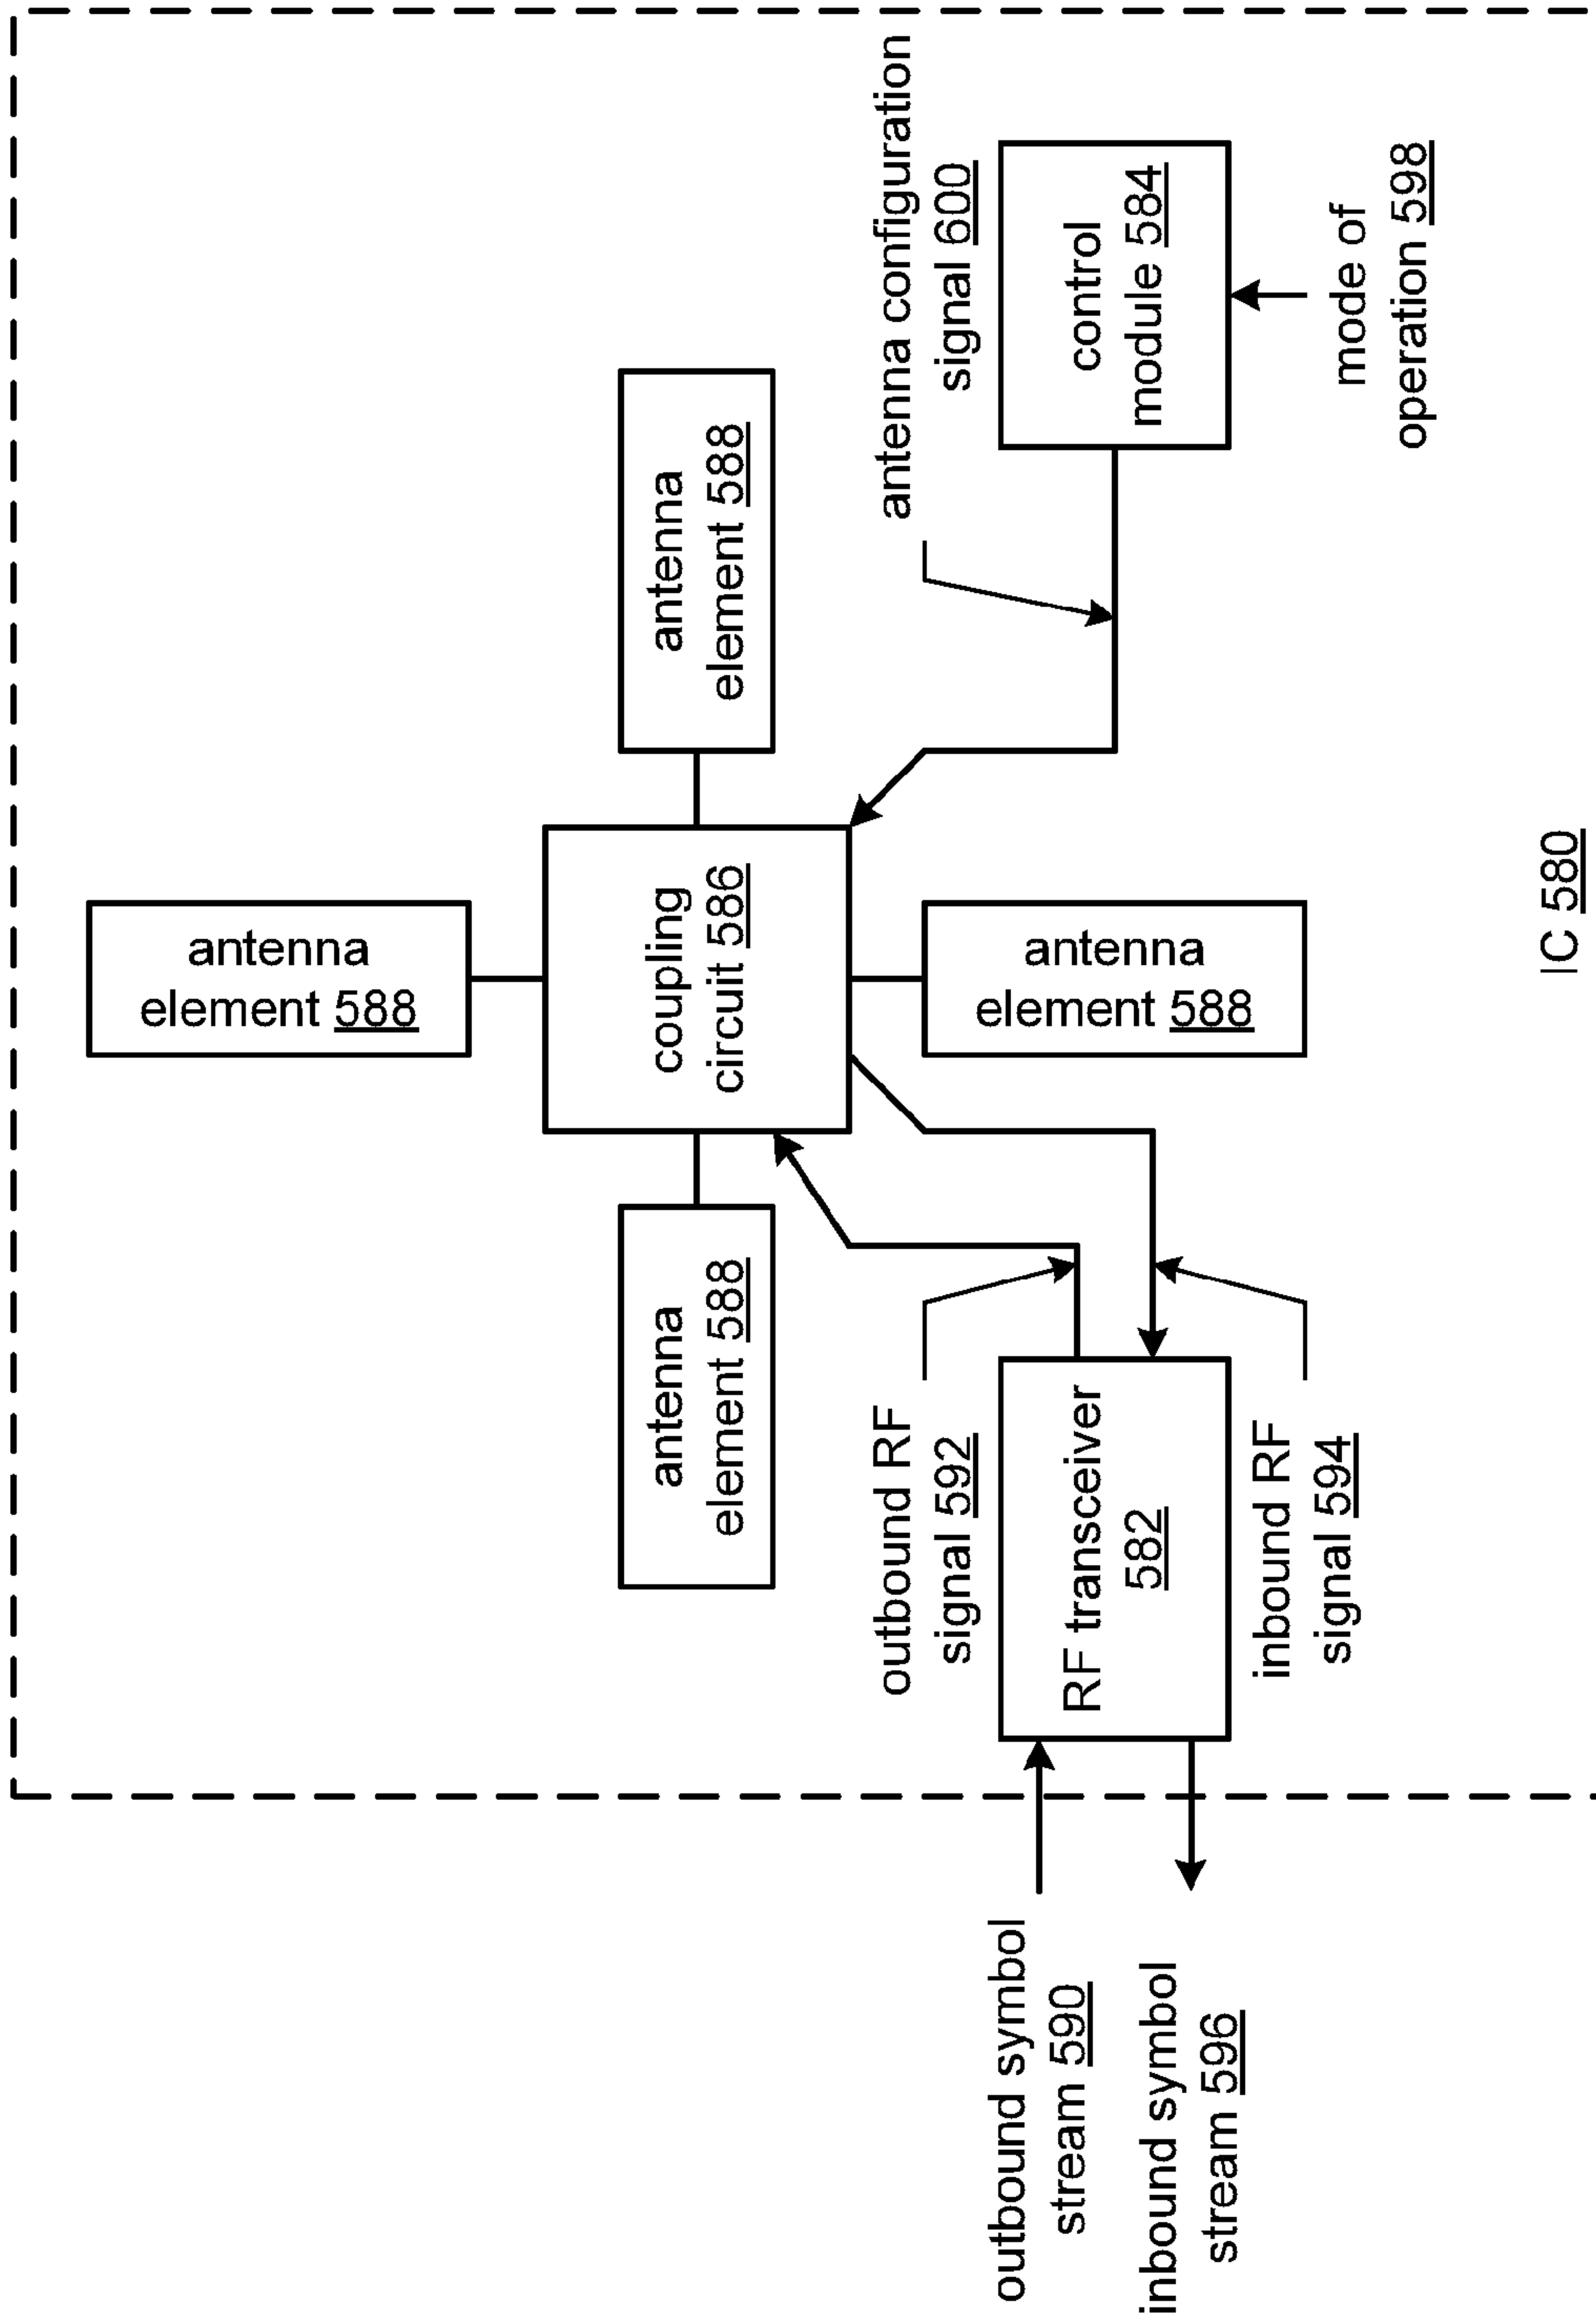 antenna
element 588
antenna
element 588
coupling
circuit 586
antenna
element 588
antenna
element 588
outbound RF
signal 592
antenna configuration
signal 600
outbound symbol
stream 590
RF transceiver
582
control
module 584
inbound symbol
stream 596
inbound RF
signal 594
mode of
operation 598
IC 580